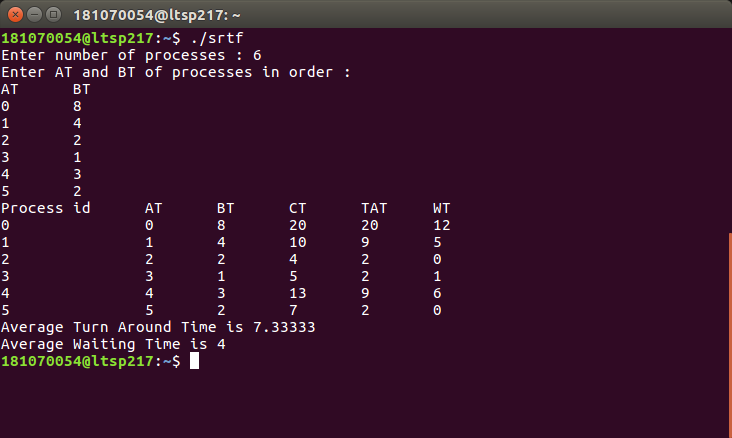 181070054@ltsp217: ~
181070054@ltsp217:~$ ./srtf
Enter number of processes : 6
Enter AT and BT of processes in order :
AT      BT
0       8
1       4
2       2
3       1
4       3
5       2
Process id      AT      BT      CT      TAT     WT
0               0       8       20      20      12
1               1       4       10      9       5
2               2       2       4       2       0
3               3       1       5       2       1
4               4       3       13      9       6
5               5       2       7       2       0
Average Turn Around Time is 7.33333
Average Waiting Time is 4
181070054@ltsp217:~$